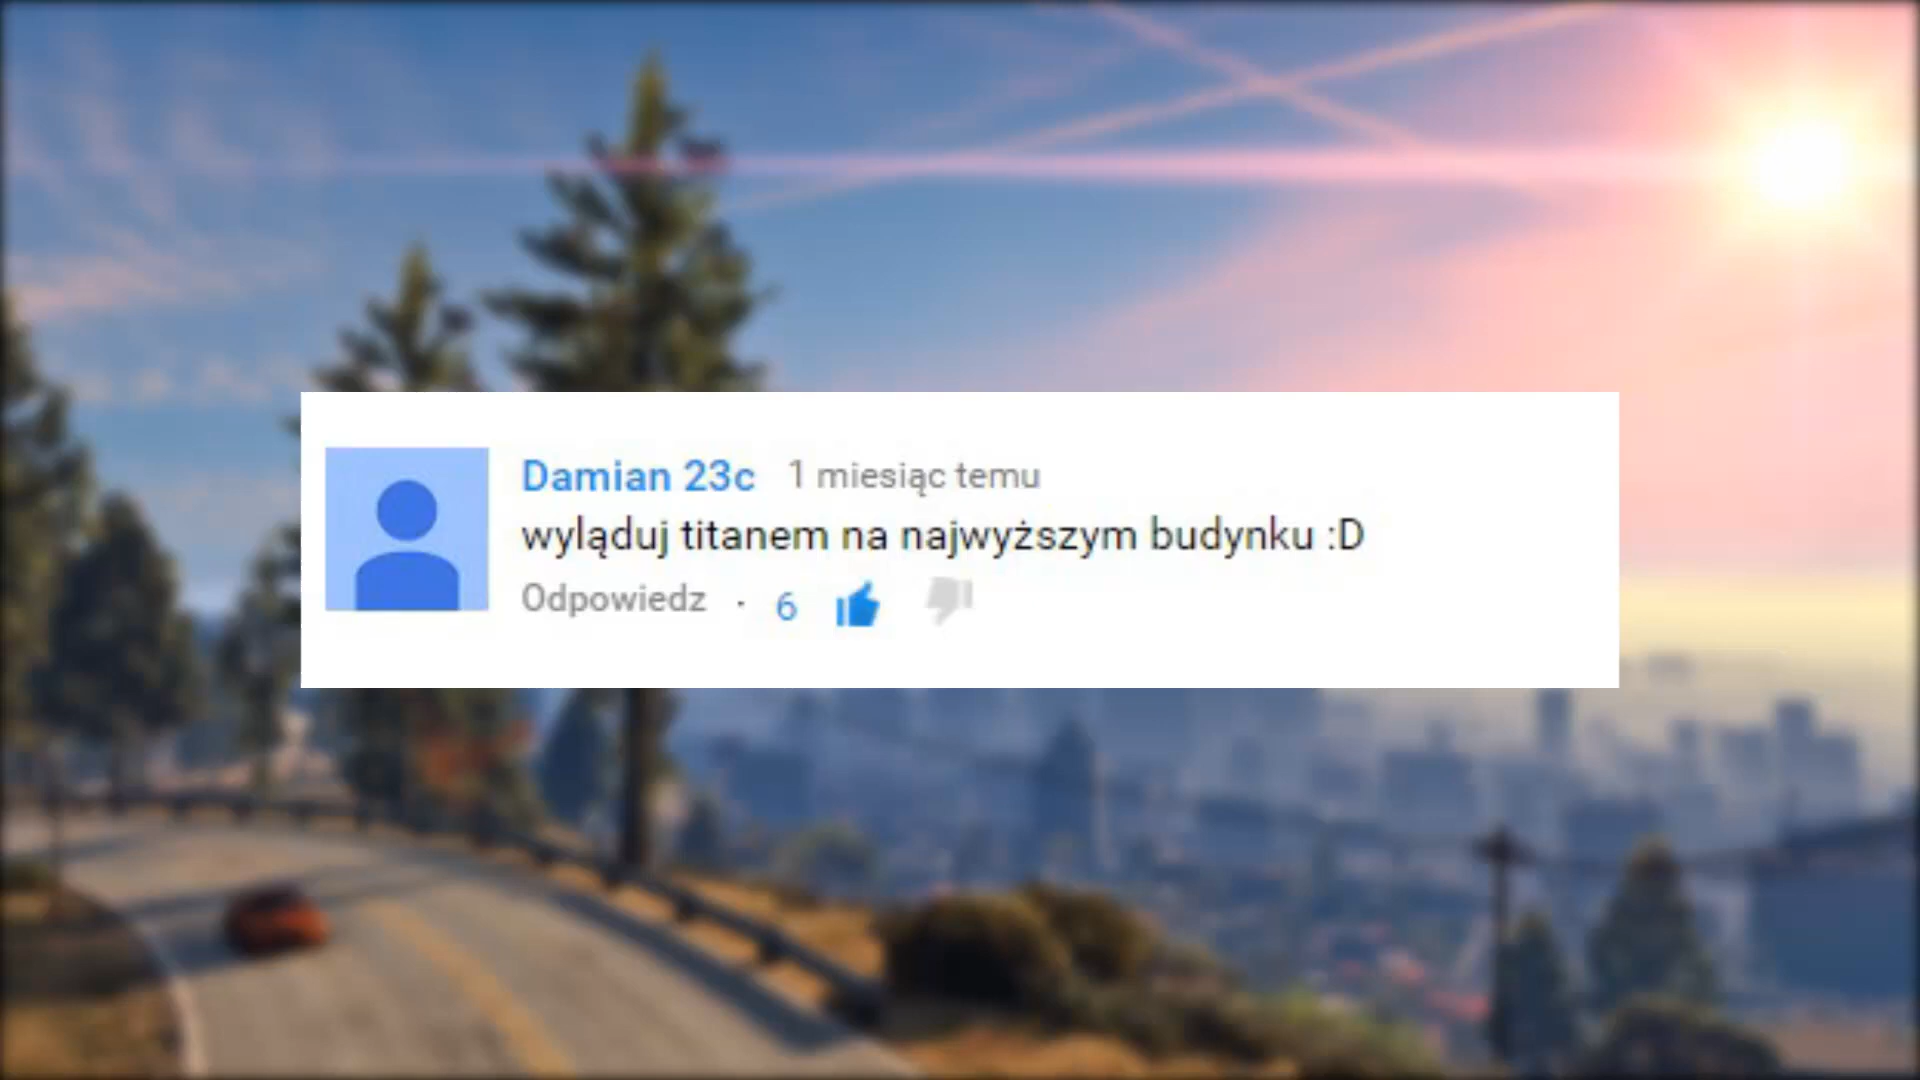 Damian 23c 1 miesiąc temu
wyląduj titanem na najwyższym budynku :D
Odpowiedz · 6